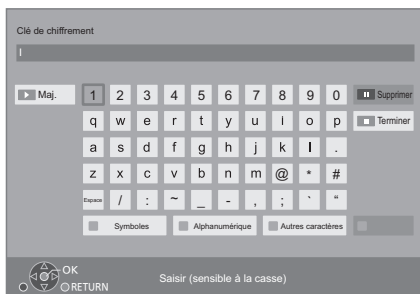 Clé de chiffrement
Maj.
1 2 3 4 5 6 7 8 9 0
Supprimer
q w e r t y u i o p
Terminer
a s d f g h j k l .
z x c v b n m @ * #
Espace / : ~ _ - , ; ` “
Symboles
Alphanumérique
Autres caractères
OK
RETURN
Saisir (sensible à la casse)